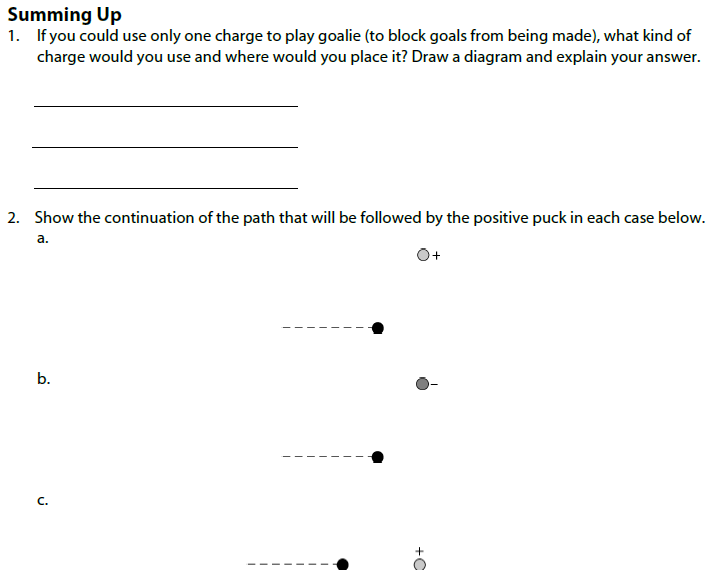 Summing Up
1. If you could use only one charge to play goalie (to block goals from being made), what kind of
charge would you use and where would you place it? Draw a diagram and explain your answer.
2. Show the continuation of the path that will be followed by the positive puck in each case below.
a.
+
b.
–
c.
+